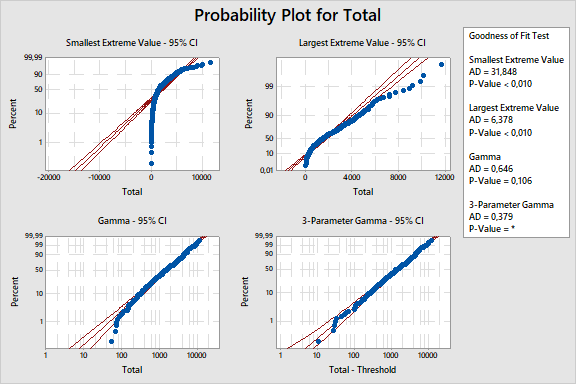 Probability Plot for Total
Smallest Extreme Value - 95% CI
Largest Extreme Value - 95% CI
Percent
99,99
90
50
10
1
-20000
-10000
0
10000
Total
Percent
99
90
50
10
0,01
0
4000
8000
12000
Total
Gamma - 95% CI
3-Parameter Gamma - 95% CI
Percent
99,99
99
95
80
50
10
1
1
10
100
1000
10000
Total
Percent
99,99
99
95
80
50
10
1
1
10
100
1000
10000
Total - Threshold
Goodness of Fit Test
Smallest Extreme Value
AD = 31,848
P-Value < 0,010
Largest Extreme Value
AD = 6,378
P-Value < 0,010
Gamma
AD = 0,646
P-Value = 0,106
3-Parameter Gamma
AD = 0,379
P-Value = *